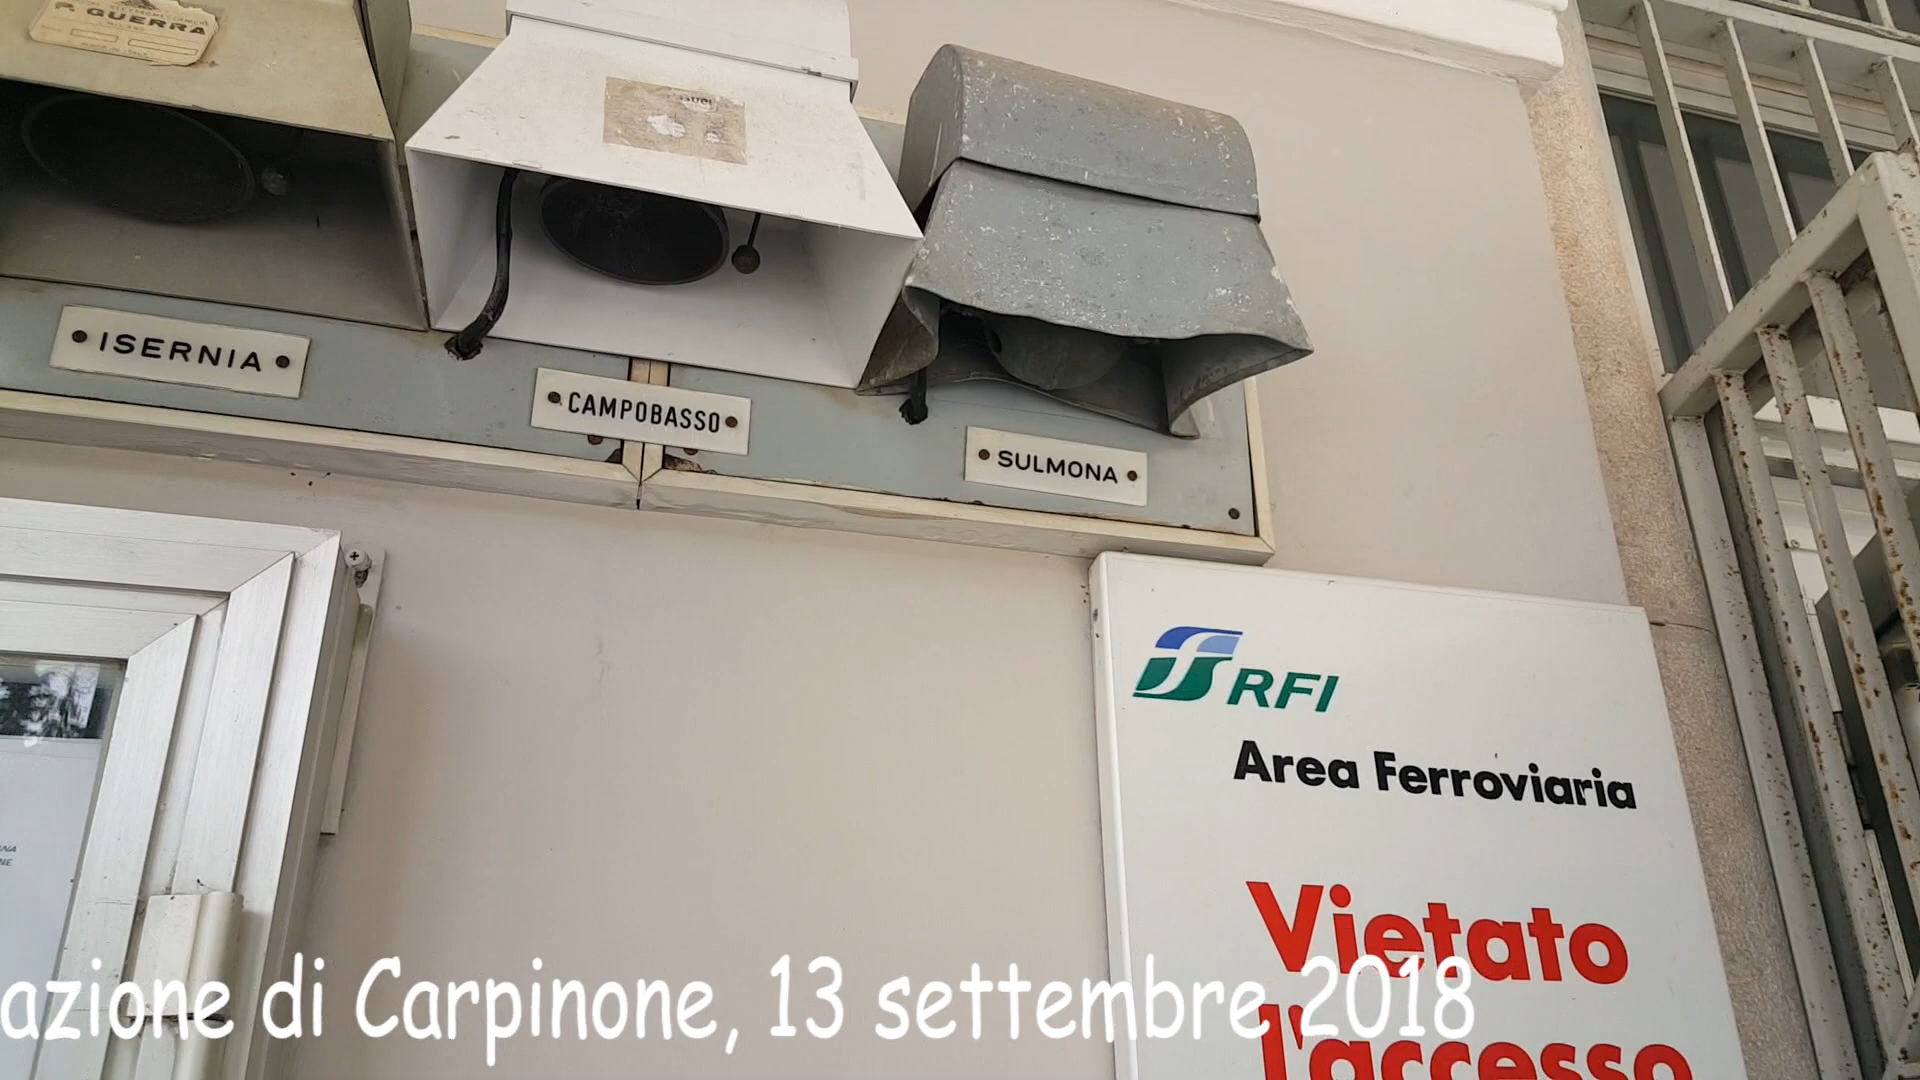 P. GUERRA
ISERNIA
CAMPOBASSO
SULMONA
RFI
Area Ferroviaria
Vietato
l'accesso
azione di Carpinone, 13 settembre 2018